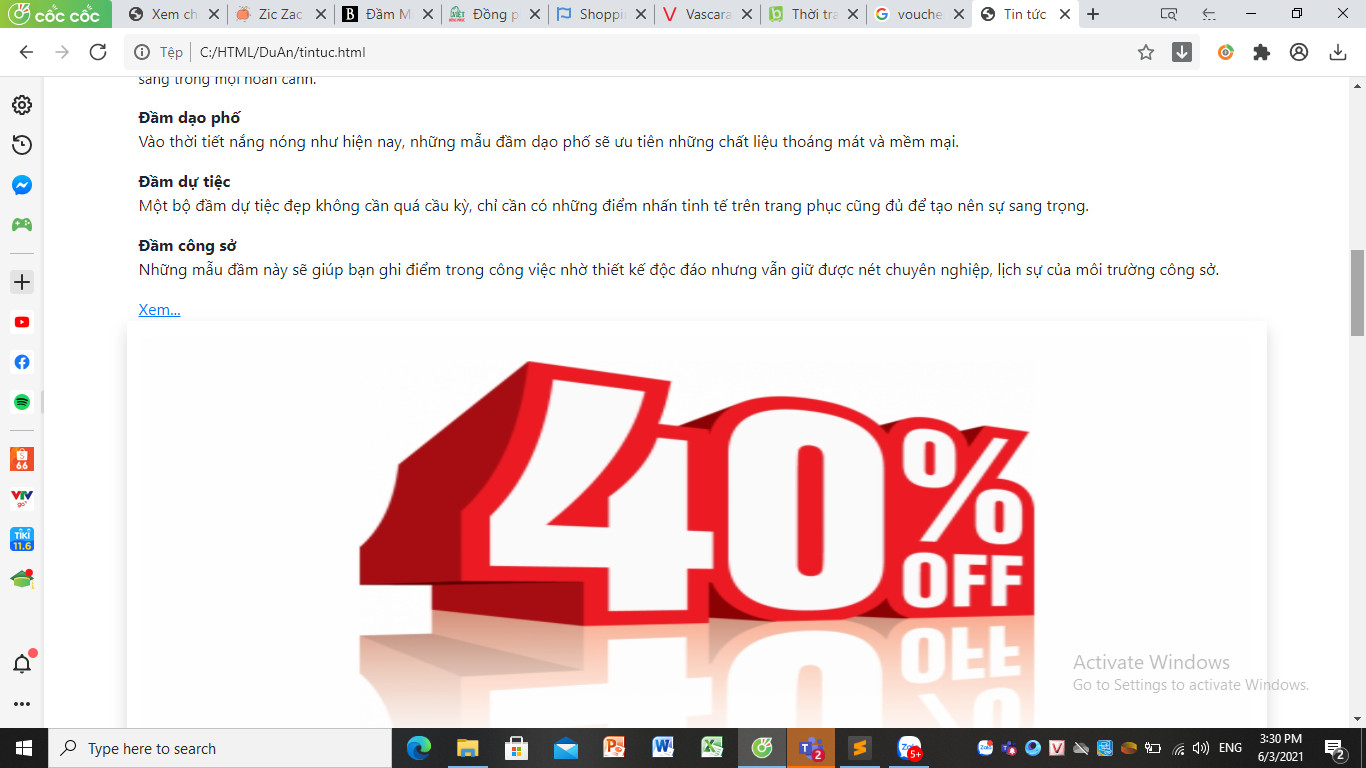 cốc cốc
Xem ch
Zic Zac
Đầm M
Đồng p
Shoppi
Vascara
Thời tra
vouche
Tin tức
Tệp
C:/HTML/DuAn/tintuc.html
sang trong mọi hoàn cảnh.
Đầm dạo phố
Vào thời tiết nắng nóng như hiện nay, những mẫu đầm dạo phố sẽ ưu tiên những chất liệu thoáng mát và mềm mại.
Đầm dự tiệc
Một bộ đầm dự tiệc đẹp không cần quá cầu kỳ, chỉ cần có những điểm nhấn tinh tế trên trang phục cũng đủ để tạo nên sự sang trọng.
Đầm công sở
Những mẫu đầm này sẽ giúp bạn ghi điểm trong công việc nhờ thiết kế độc đáo nhưng vẫn giữ được nét chuyên nghiệp, lịch sự của môi trường công sở.
Xem...
40%
OFF
66
VTV
go
TIKI
11.6
Activate Windows
Go to Settings to activate Windows.
Type here to search
2
5+
ENG
3:30 PM
6/3/2021
2